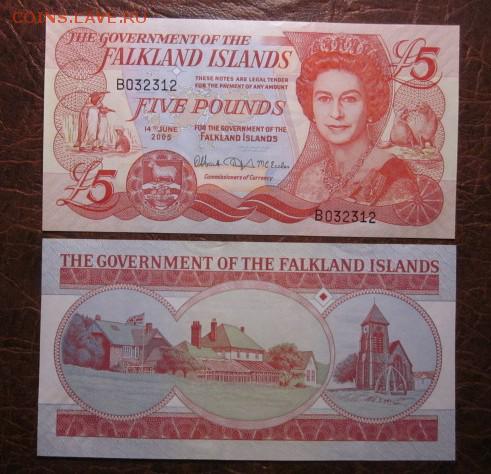 COINS.LAVE.RU
THE GOVERNMENT OF THE
FALKLAND ISLANDS
£5
B032312
THESE NOTES ARE LEGAL TENDER
FOR THE PAYMENT OF ANY AMOUNT
FIVE POUNDS
14TH JUNE
2005
FOR THE GOVERNMENT OF THE
FALKLAND ISLANDS
£5
Commissioners of Currency
B032312
THE GOVERNMENT OF THE FALKLAND ISLANDS